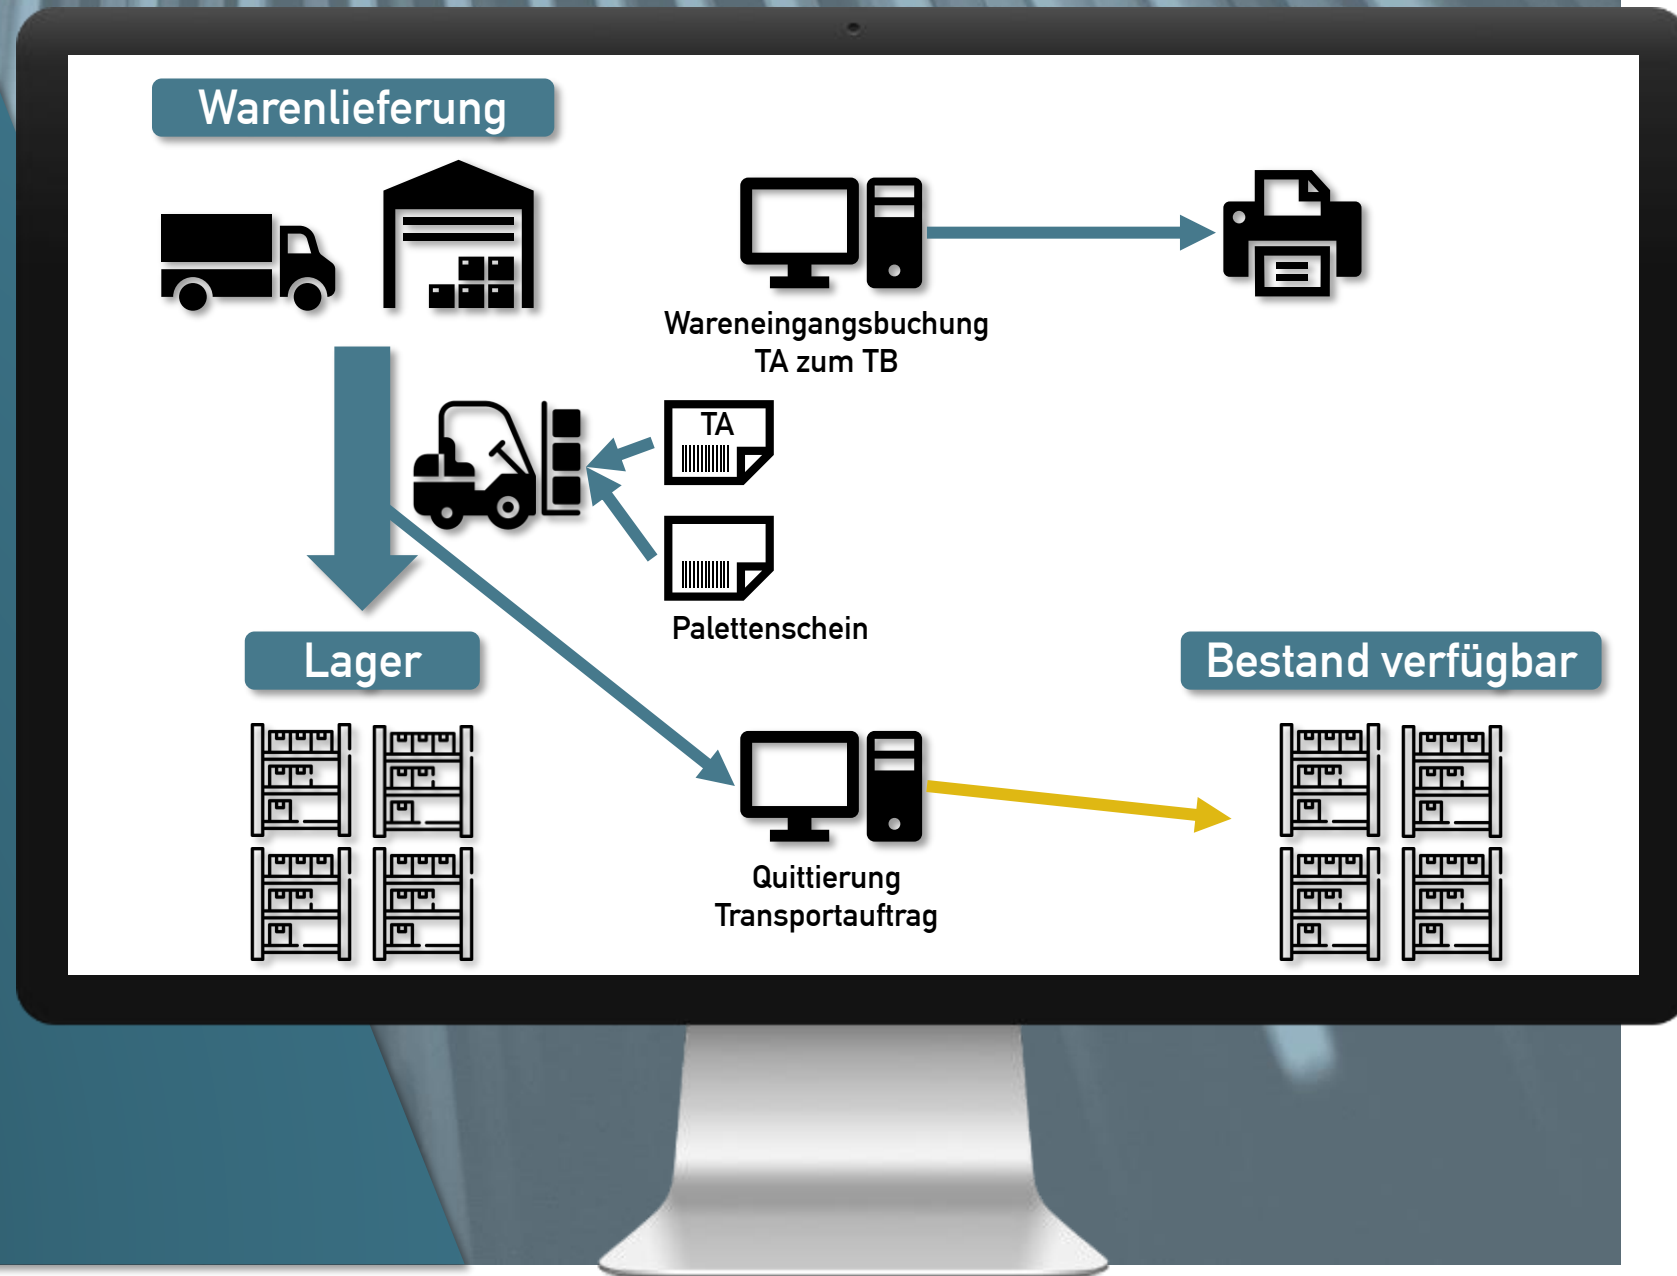 Warenlieferung
Wareneingangsbuchung
TA zum TB
TA
Palettenschein
Lager
Bestand verfügbar
Quittierung
Transportauftrag